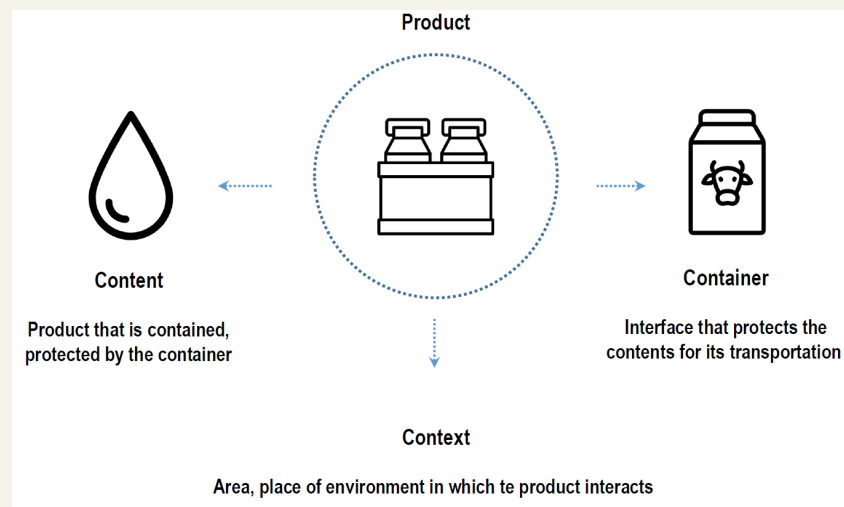 Product
Content
Product that is contained,
protected by the container
Container
Interface that protects the
contents for its transportation
Context
Area, place of environment in which te product interacts